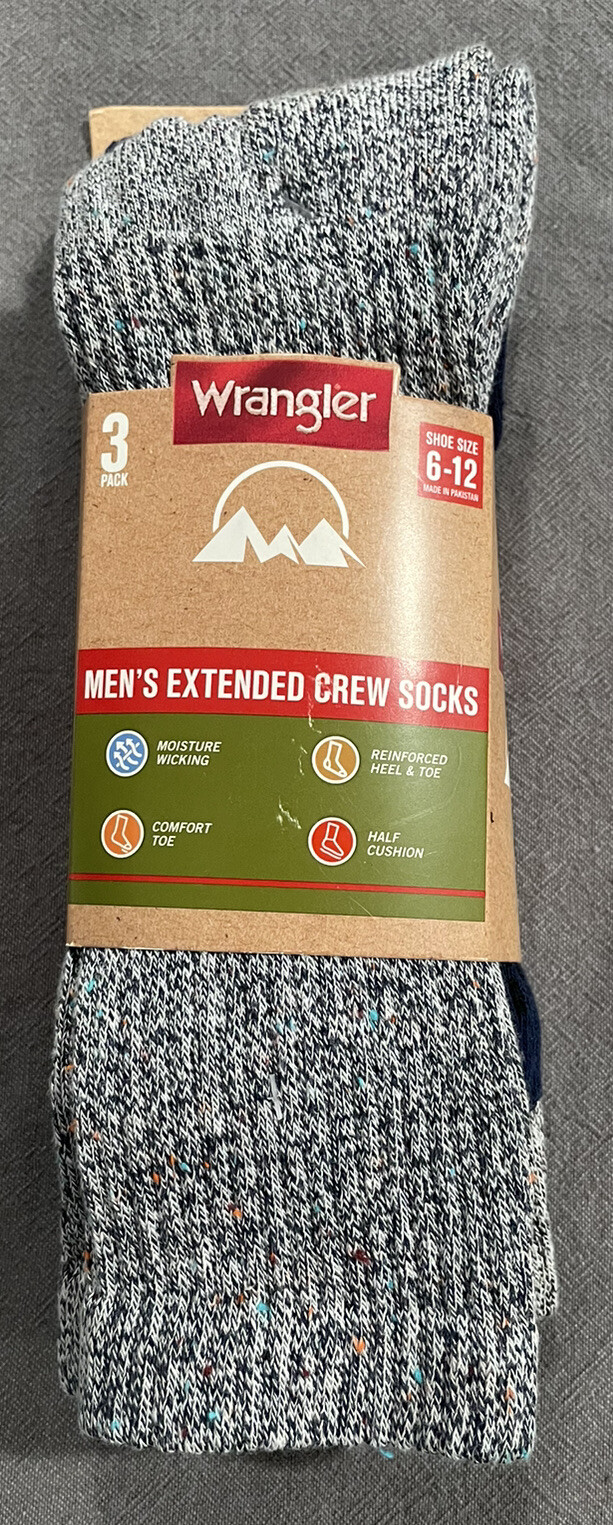 Wrangler
3
PACK
SHOE SIZE
6-12
MADE IN PAKISTAN
MEN'S EXTENDED CREW SOCKS
MOISTURE
WICKING
REINFORCED
HEEL & TOE
COMFORT
TOE
HALF
CUSHION